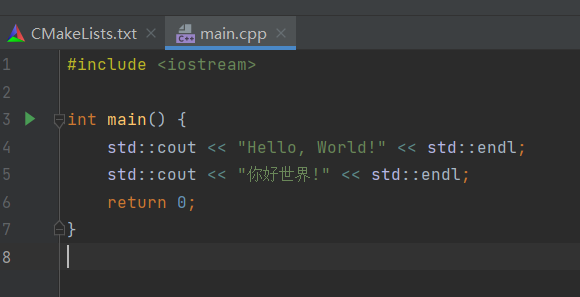 CMakeLists.txt × main.cpp ×
1 #include <iostream>
2
3 int main() {
4     std::cout << "Hello, World!" << std::endl;
5     std::cout << "你好世界!" << std::endl;
6     return 0;
7 }
8